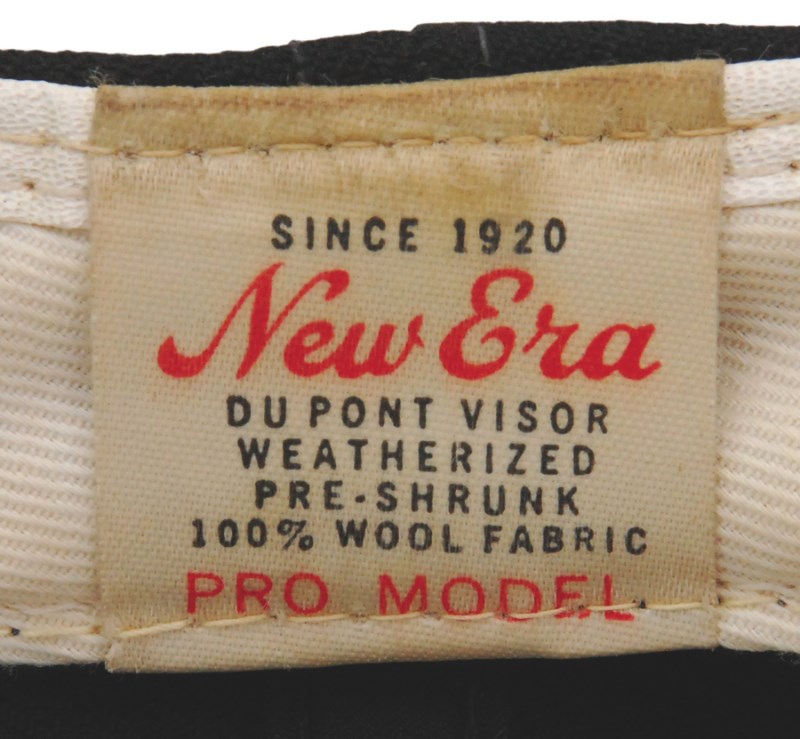 SINCE 1920
New Era
DU PONT VISOR
WEATHERIZED
PRE-SHRUNK
100% WOOL FABRIC
PRO MODEL